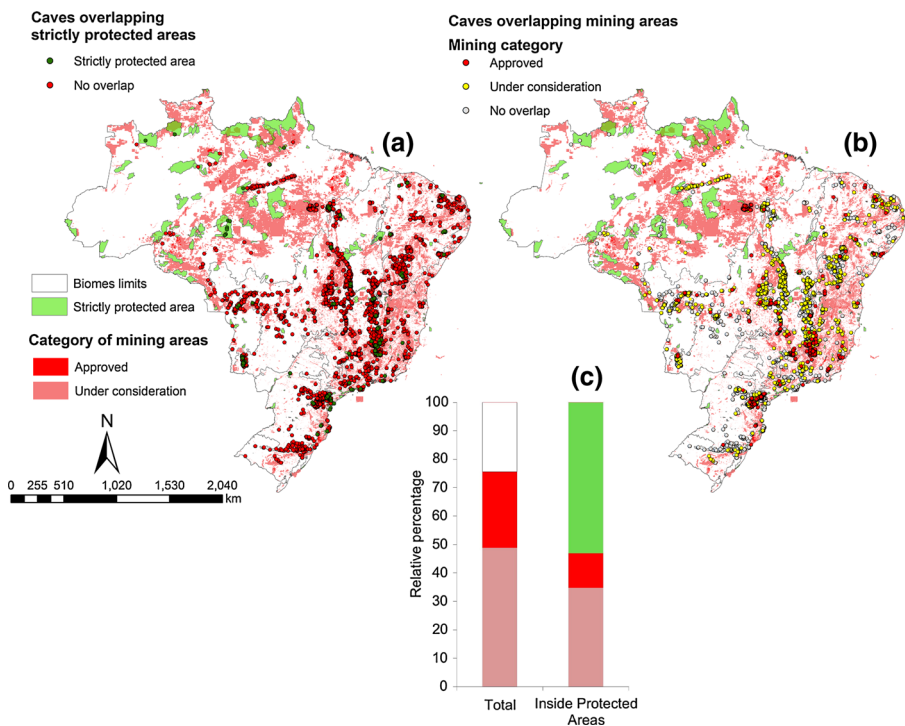 Caves overlapping
strictly protected areas
Strictly protected area
No overlap
(a)
Biomes limits
Strictly protected area
Category of mining areas
Approved
Under consideration
N
0 255 510 1,020 1,530 2,040
km
Caves overlapping mining areas
Mining category
Approved
Under consideration
No overlap
(b)
(c)
Relative percentage
100
90
80
70
60
50
40
30
20
10
0
Total
Inside Protected
Areas